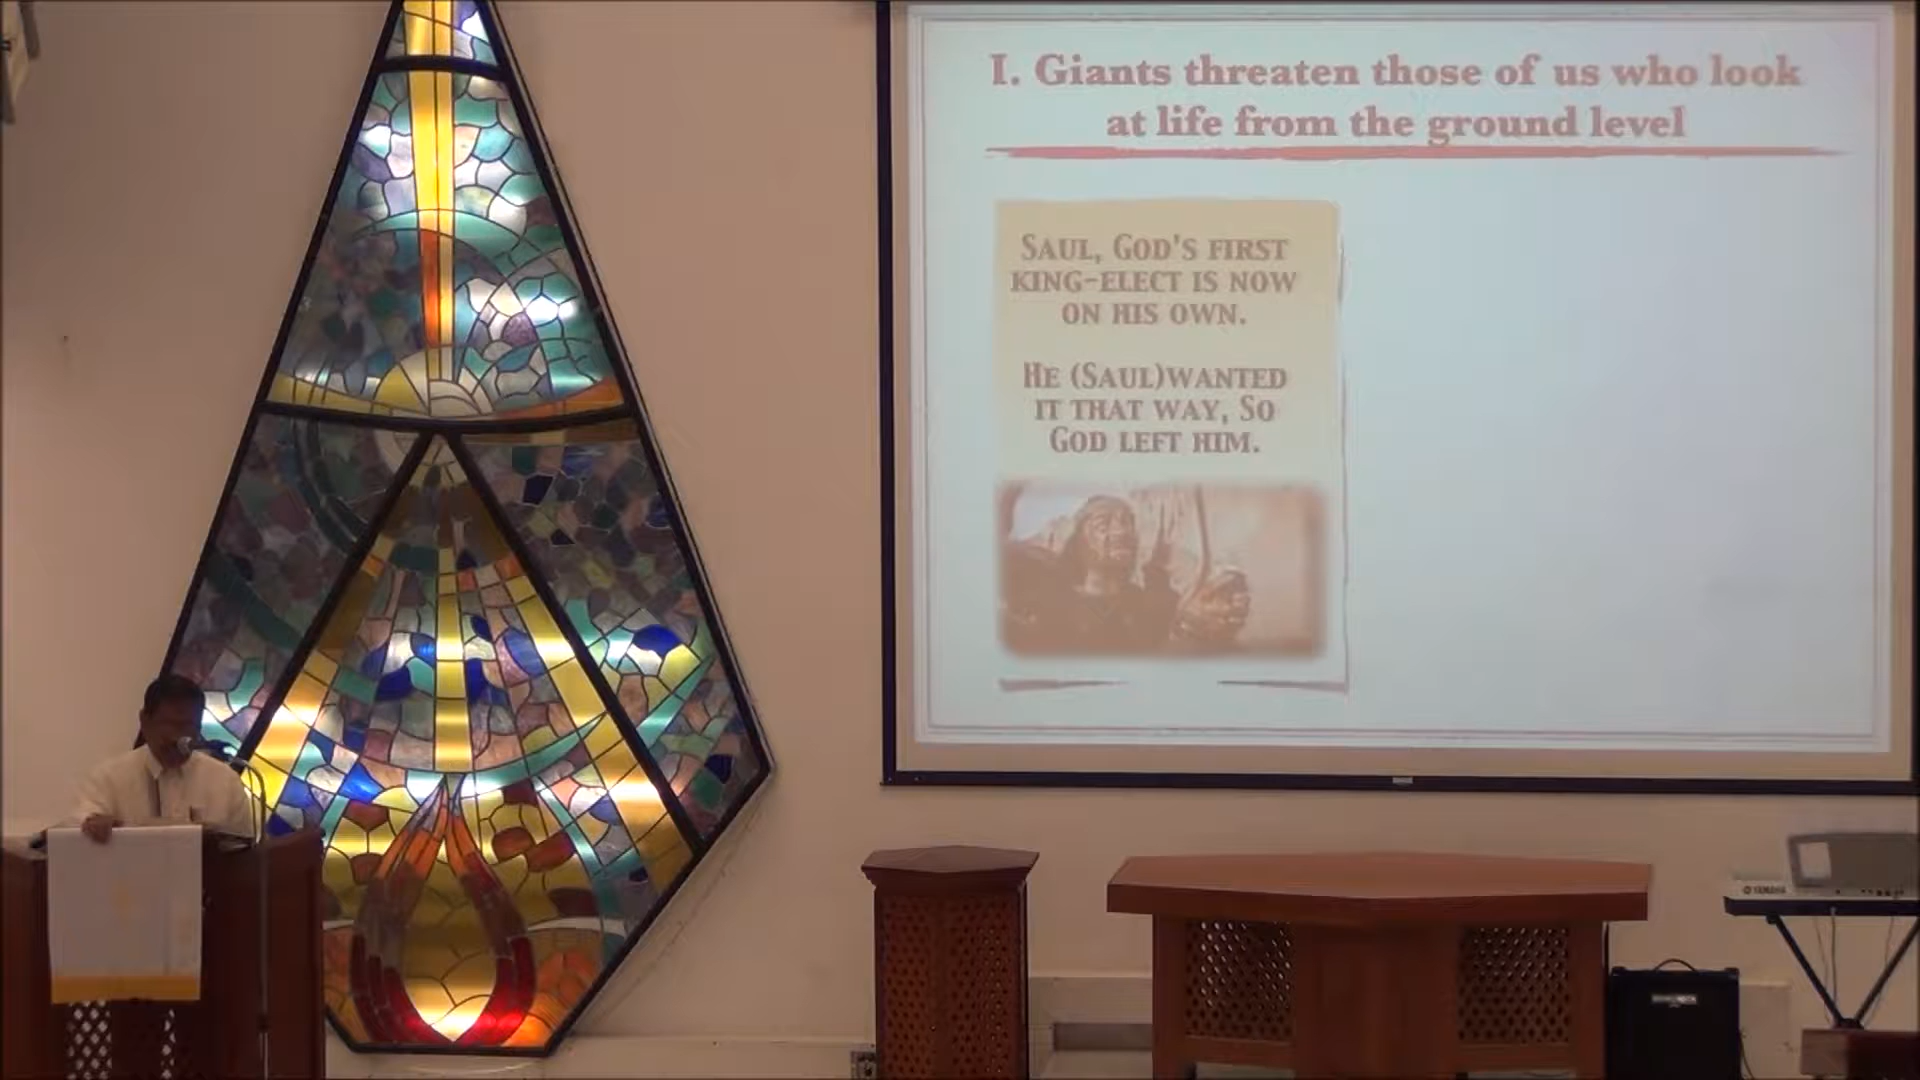 I. Giants threaten those of us who look
at life from the ground level
SAUL, GOD'S FIRST
KING-ELECT IS NOW
ON HIS OWN.
HE (SAUL)WANTED
IT THAT WAY, SO
GOD LEFT HIM.
YAMAHA